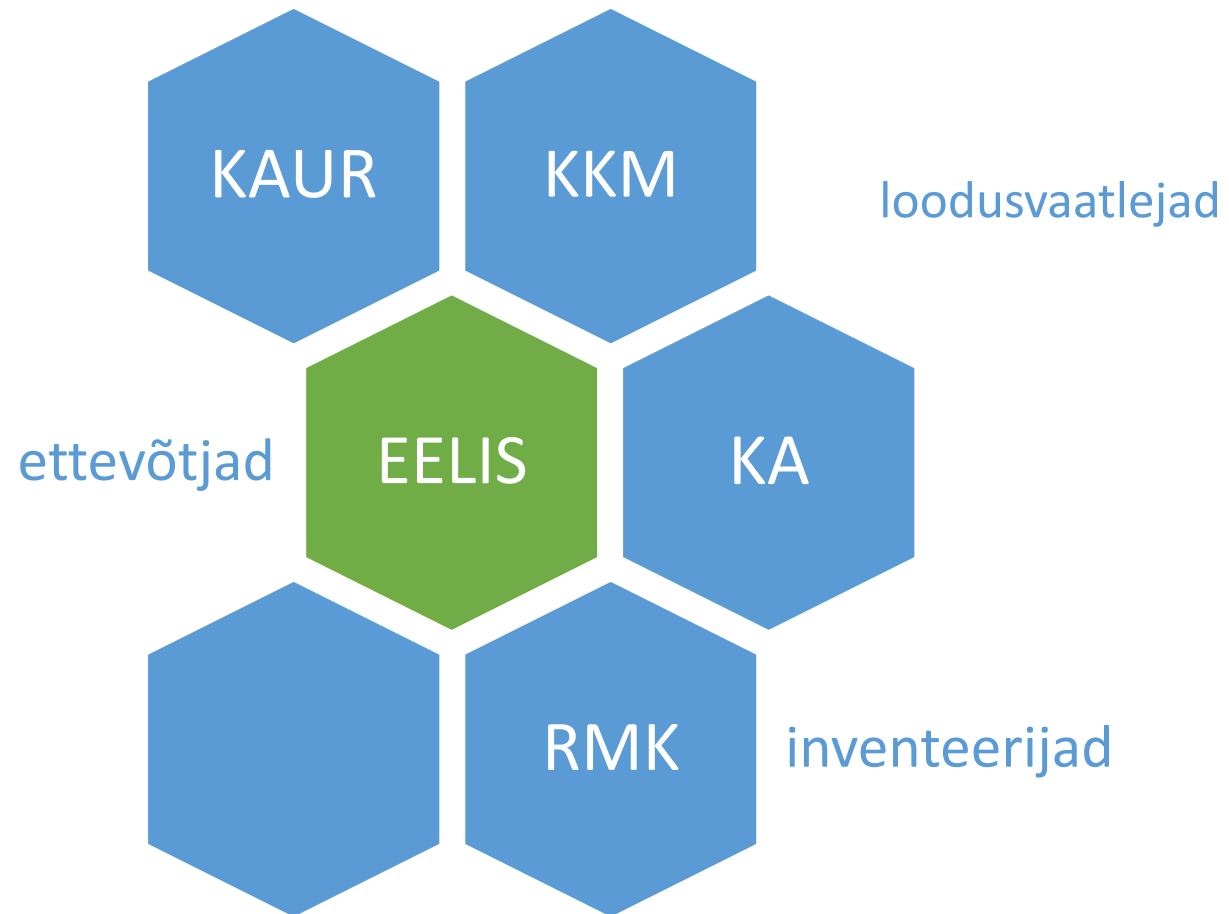 KAUR
KKM
loodusvaatlejad
ettevõtjad
EELIS
KA
RMK
inventeerijad